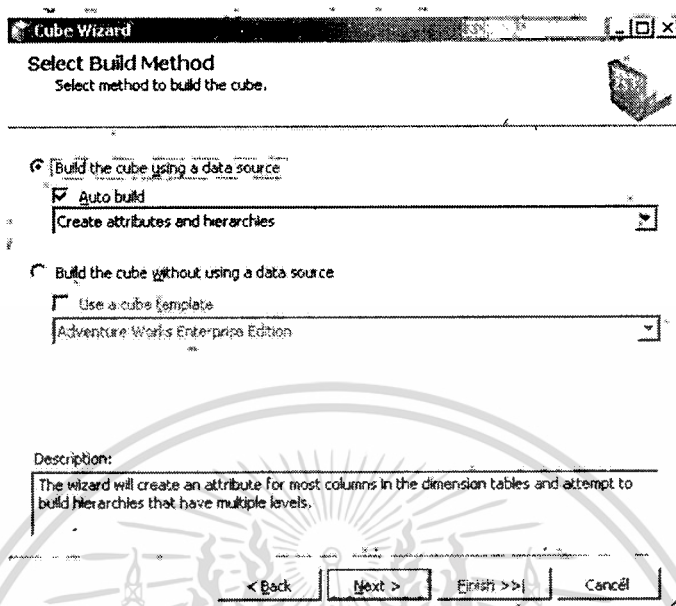 Cube Wizard
Select Build Method
Select method to build the cube.
Build the cube using a data source
Auto build
Create attributes and hierarchies
Build the cube without using a data source
Use a cube template
Adventure Works Enterprise Edition
Description:
The wizard will create an attribute for most columns in the dimension tables and attempt to
build hierarchies that have multiple levels.
< Back Next > Finish >>| Cancel